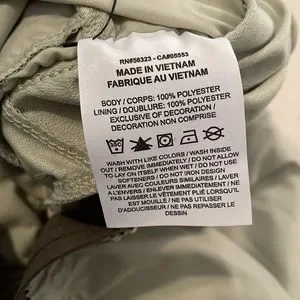 RN#56323 - CA#05553
MADE IN VIETNAM
FABRIQUE AU VIETNAM
BODY / CORPS: 100% POLYESTER
LINING / DOUBLURE: 100% POLYESTER
EXCLUSIVE OF DECORATION /
DECORATION NON COMPRISE
WASH WITH LIKE COLORS / WASH INSIDE
OUT / REMOVE IMMEDIATELY / DO NOT ALLOW
TO LAY ON ITSELF WHEN WET / DO NOT USE
SOFTENERS / DO NOT IRON DESIGN
LAVER AVEC COULEURS SIMILAIRES / LAVER
A L'ENVERS / ENLEVER IMMEDIATEMENT / NE
PAS LAISSER LE VÊTEMENT PLIÉ LORSQU'IL
EST MOUILLÉ / NE PAS UTILISER
D'ADOUCISSEUR / NE PAS REPASSER LE
DESSIN